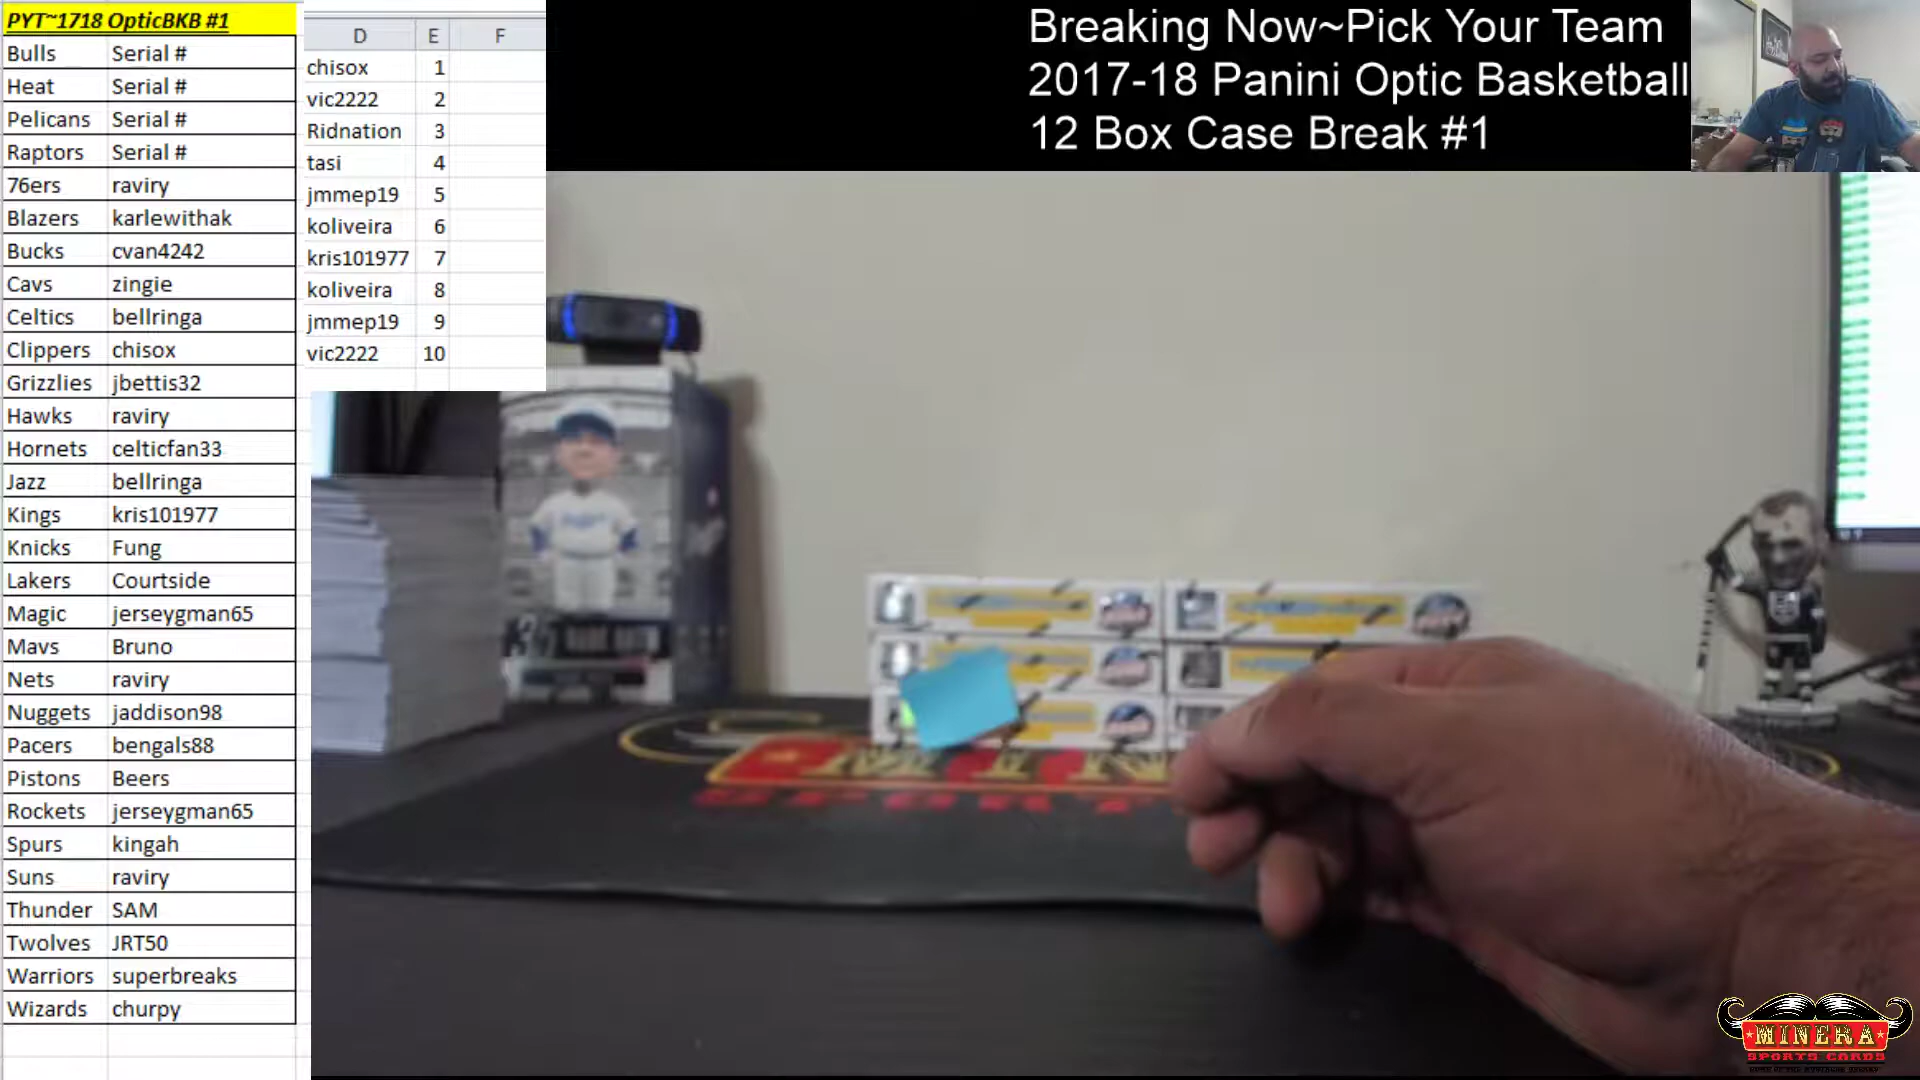 PYT~1718 OpticBKB #1
Bulls Serial #
Heat Serial #
Pelicans Serial #
Raptors Serial #
76ers raviry
Blazers karlewithak
Bucks cvan4242
Cavs zingie
Celtics bellringa
Clippers chisox
Grizzlies jbettis32
Hawks raviry
Hornets celticfan33
Jazz bellringa
Kings kris101977
Knicks Fung
Lakers Courtside
Magic jerseygman65
Mavs Bruno
Nets raviry
Nuggets jaddison98
Pacers bengals88
Pistons Beers
Rockets jerseygman65
Spurs kingah
Suns raviry
Thunder SAM
Twolves JRT50
Warriors superbreaks
Wizards churpy
D E F
chisox 1
vic2222 2
Ridnation 3
tasi 4
jmmep19 5
koliveira 6
kris101977 7
koliveira 8
jmmep19 9
vic2222 10
Breaking Now~Pick Your Team
2017-18 Panini Optic Basketball
12 Box Case Break #1
MINERA
SPORTS CARDS